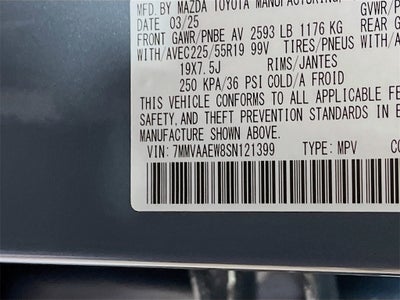 MFD. BY MAZDA TOYOTA MANUFACTURING,
DATE: 03/25 GVWR/P
FRONT GAWR/PNBE AV 2593 LB 1176 KG GAWR
WITH/AVEC225/55R19 99V TIRES/PNEUS WITH
19X7.5J RIMS/JANTES
250 KPA/36 PSI COLD/A FROID
THIS VEHICLE CONFORMS TO ALL APPLICABLE FE
SAFETY, AND THEFT PREVENTION STANDARDS IN E
MANUFACTURE SHOWN ABOVE.
VIN: 7MMVAAEW8SN121399 TYPE: MPV CO